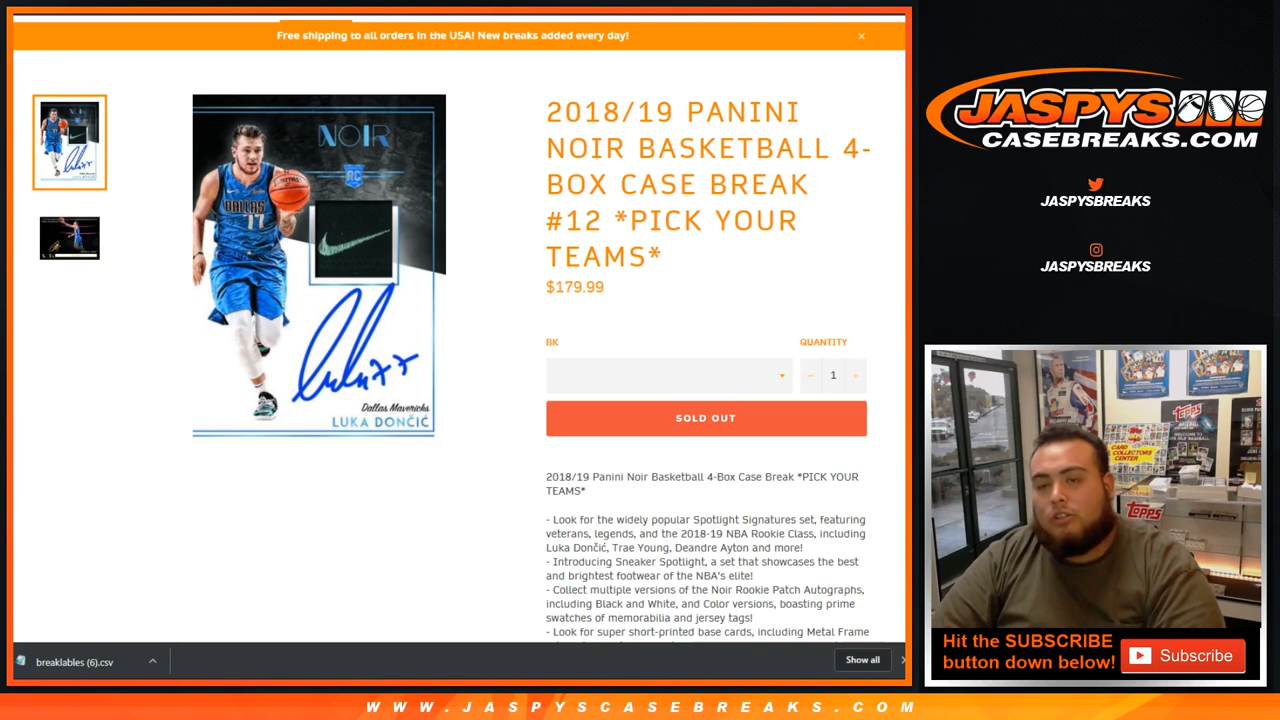 Free shipping to all orders in the USA! New breaks added every day!
×
NOIR
RC
DALLAS
17
Dallas Mavericks
LUKA DONČIĆ
2018/19 PANINI
NOIR BASKETBALL 4-
BOX CASE BREAK
#12 *PICK YOUR
TEAMS*
$179.99
BK
QUANTITY
− 1 +
SOLD OUT
2018/19 Panini Noir Basketball 4-Box Case Break *PICK YOUR
TEAMS*
- Look for the widely popular Spotlight Signatures set, featuring
veterans, legends, and the 2018-19 NBA Rookie Class, including
Luka Dončić, Trae Young, Deandre Ayton and more!
- Introducing Sneaker Spotlight, a set that showcases the best
and brightest footwear of the NBA's elite!
- Collect multiple versions of the Noir Rookie Patch Autographs,
including Black and White, and Color versions, boasting prime
swatches of memorabilia and jersey tags!
- Look for super short-printed base cards, including Metal Frame
breaklables (6).csv
Show all
JASPYS
CASEBREAKS.COM
JASPYSBREAKS
JASPYSBREAKS
topps
WELCOME TO
CARD
COLLECTORS
CENTER
topps
Hit the SUBSCRIBE
button down below!
Subscribe
WWW.JASPYSCASEBREAKS.COM